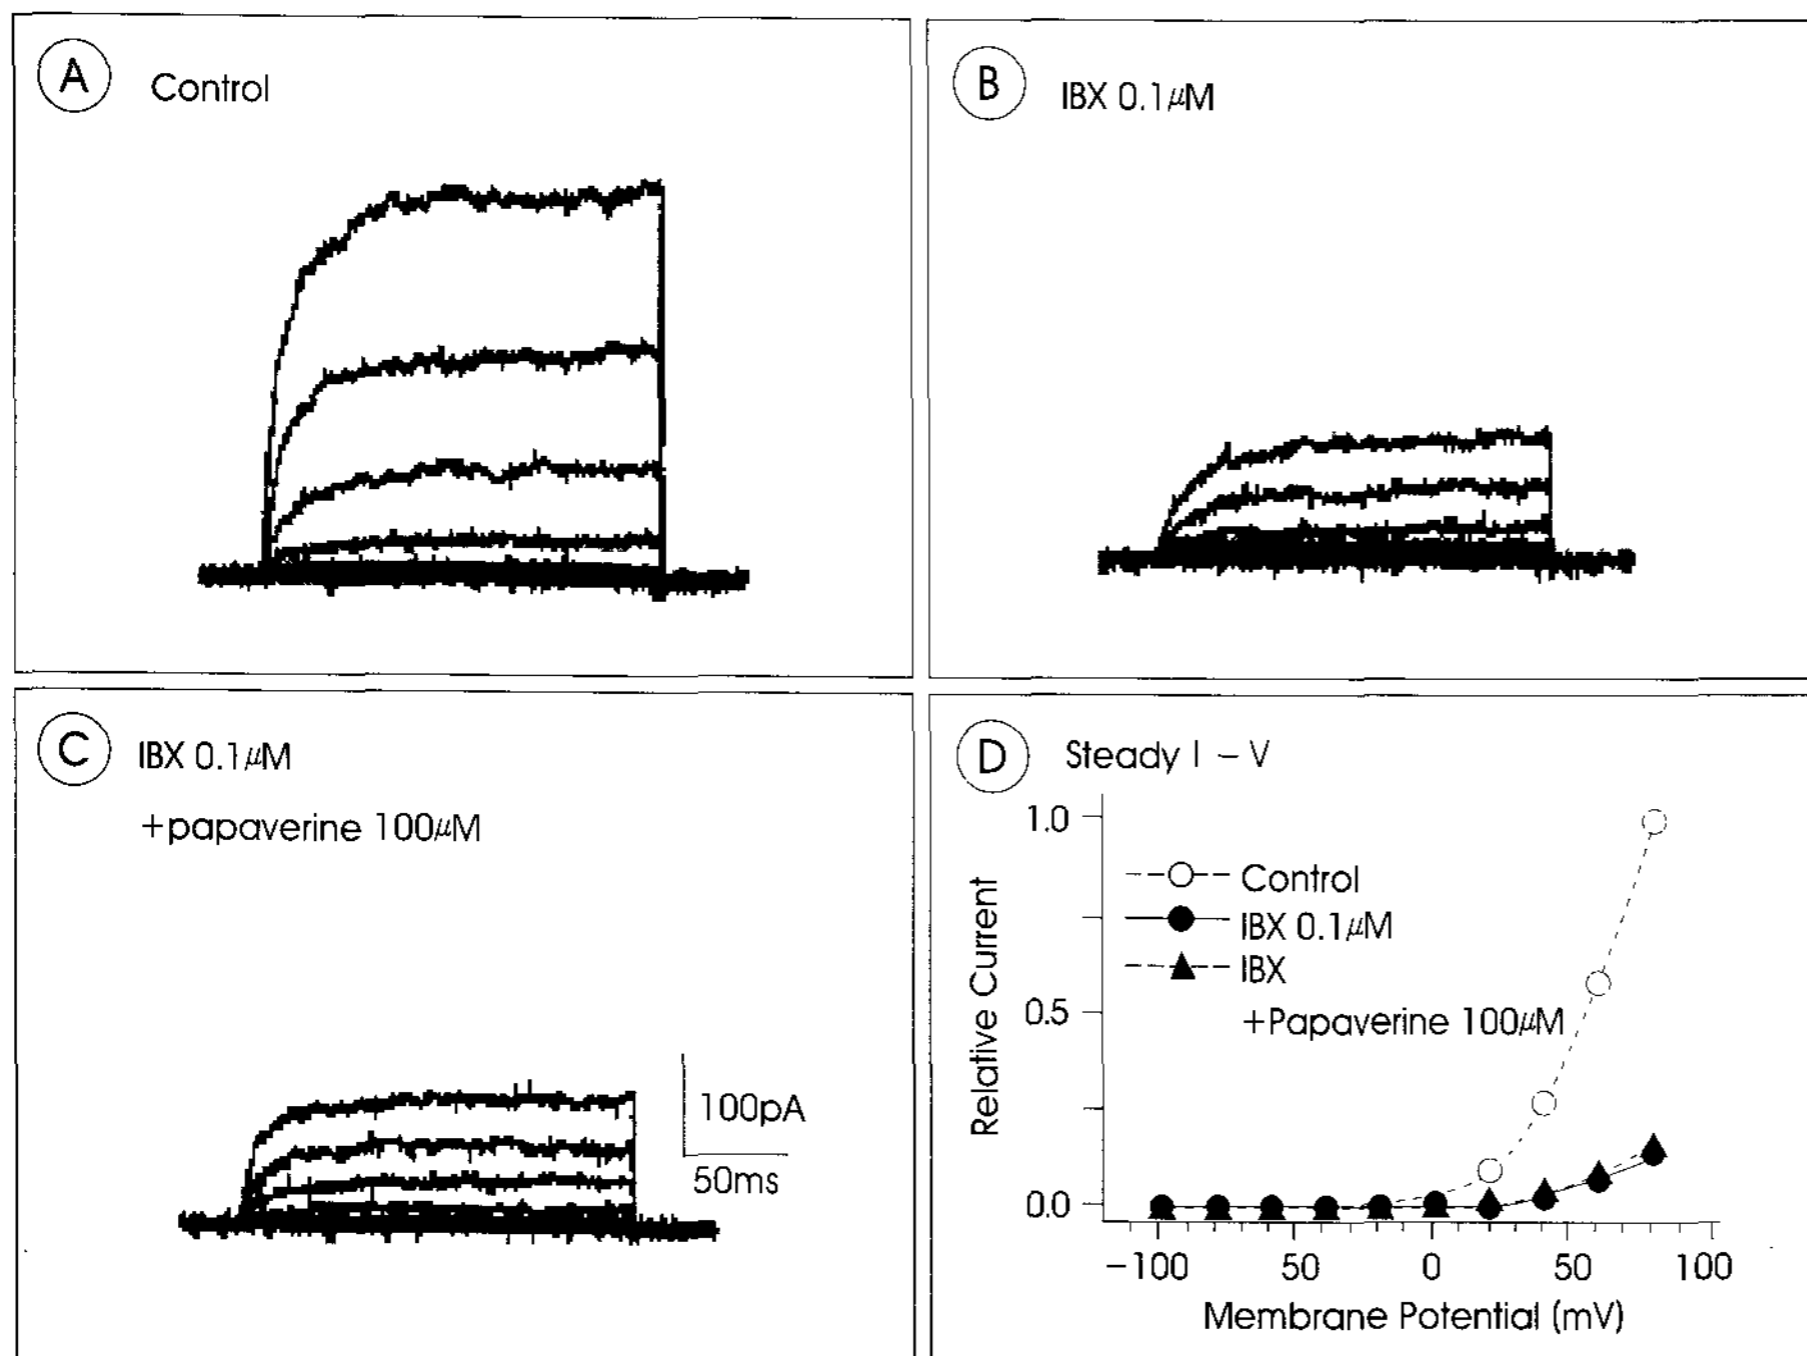 A Control
B IBX 0.1μM
C IBX 0.1μM
+papaverine 100μM
100pA
50ms
D Steady I – V
1.0
0.5
0.0
Relative Current
Control
IBX 0.1μM
IBX
+Papaverine 100μM
−100 50 0 50 100
Membrane Potential (mV)